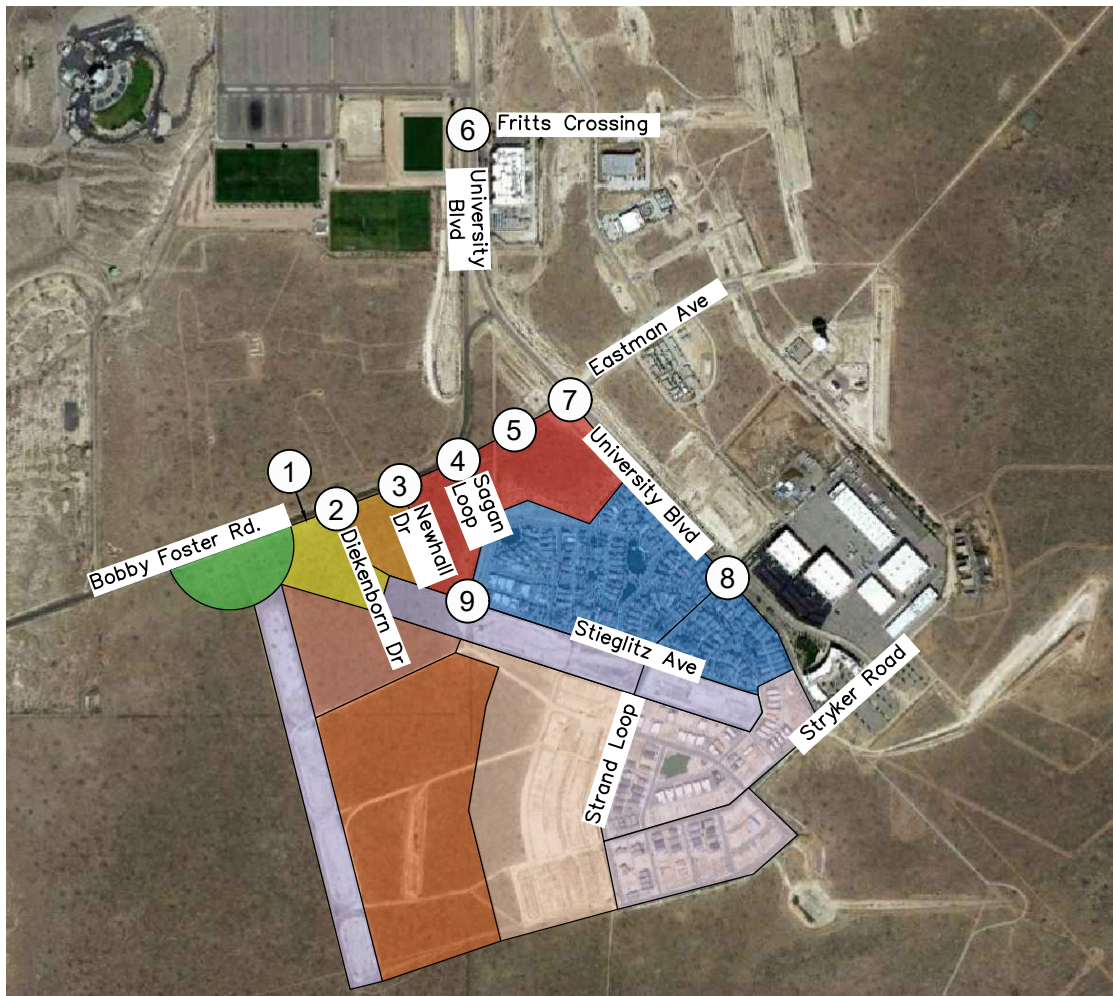 6
Fritts Crossing
University
Blvd
Eastman Ave
7
5
University Blvd
4
Sagan
Loop
1
3
Newhall
Dr
2
Diekenborn Dr
Bobby Foster Rd.
8
9
Stieglitz Ave
Stryker Road
Strand Loop